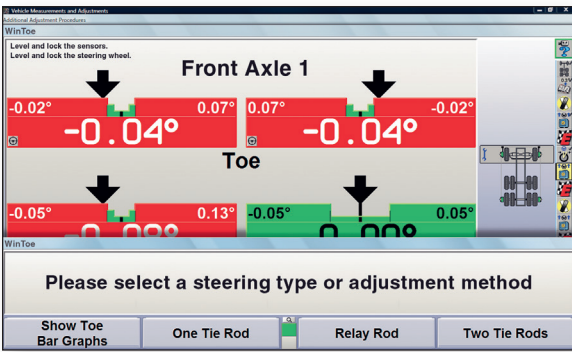 Vehicle Measurements and Adjustments
Additional Adjustment Procedures
WinToe
Level and lock the sensors.
Level and lock the steering wheel.
Front Axle 1
-0.02° 0.07° 0.07° -0.02°
-0.04° -0.04°
Toe
-0.05° 0.13° -0.05° 0.05°
WinToe
Please select a steering type or adjustment method
Show Toe
Bar Graphs
One Tie Rod
Relay Rod
Two Tie Rods